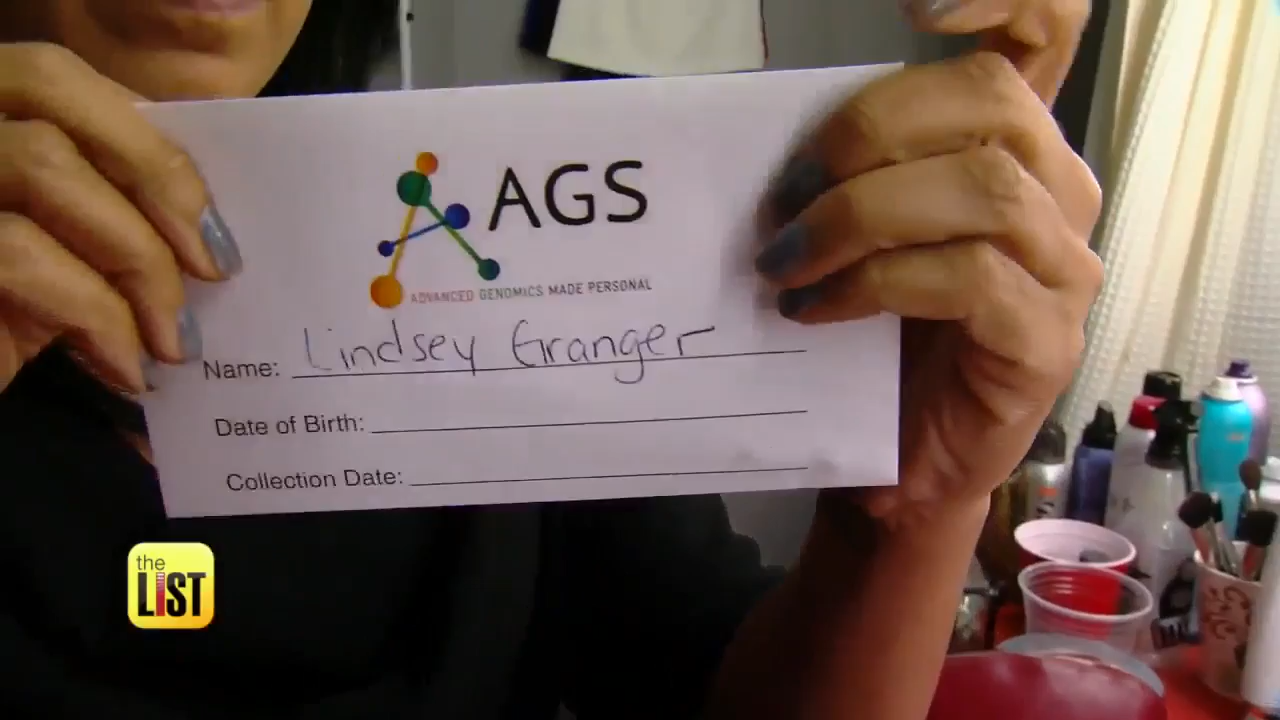 AGS
ADVANCED GENOMICS MADE PERSONAL
Name: Lindsey Granger
Date of Birth:
Collection Date:
the
LIST